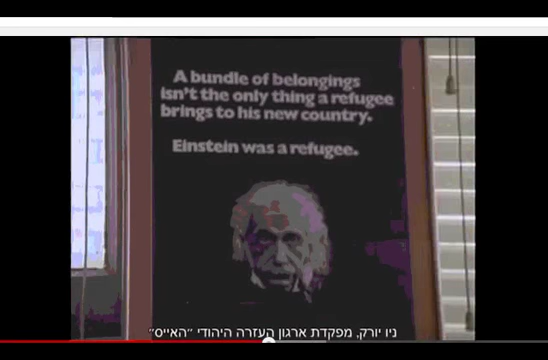 A bundle of belongings
isn't the only thing a refugee
brings to his new country.
Einstein was a refugee.
ניו יורק, מפקדת ארגון העזרה היהודי "האייס"